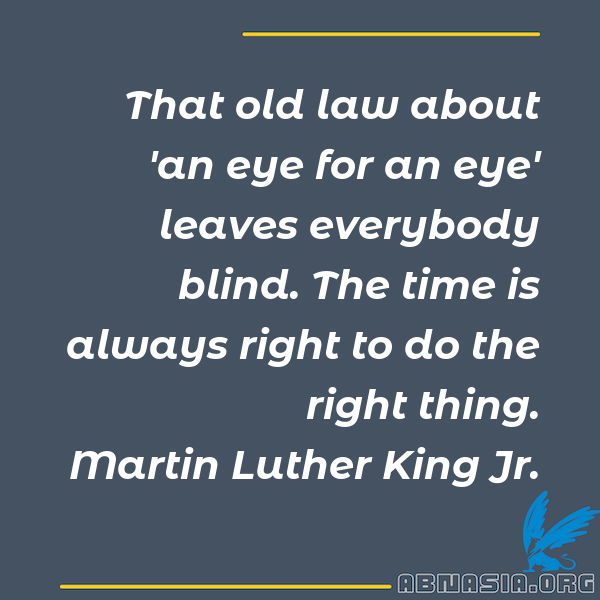 That old law about
'an eye for an eye'
leaves everybody
blind. The time is
always right to do the
right thing.
Martin Luther King Jr.
ABNASIA.ORG